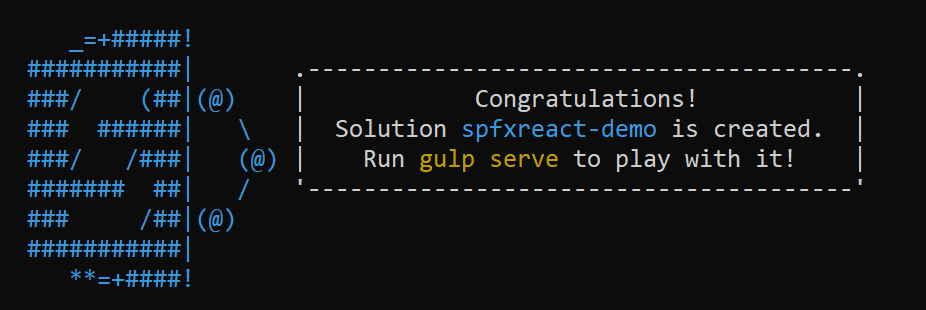 _=+#####!
###########|      .---------------------------------------.
###/    (##|(@)    |            Congratulations!           |
###  ######|   \   |  Solution spfxreact-demo is created.  |
###/   /###|   (@) |    Run gulp serve to play with it!    |
#######  ##|   /   '---------------------------------------'
###     /##|(@)
###########|
   **=+####!